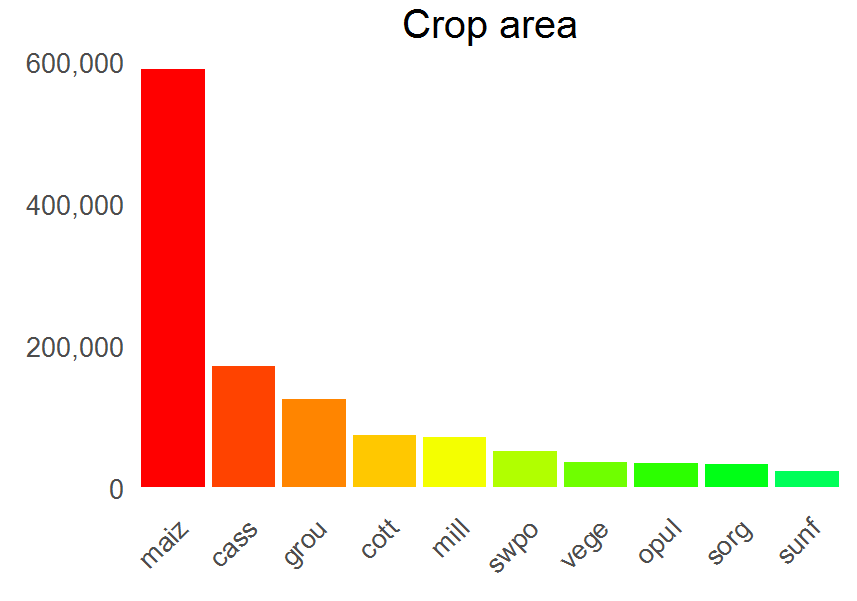 Crop area
600,000
400,000
200,000
0
maiz
cass
grou
cott
mill
swpo
vege
opul
sorg
sunf